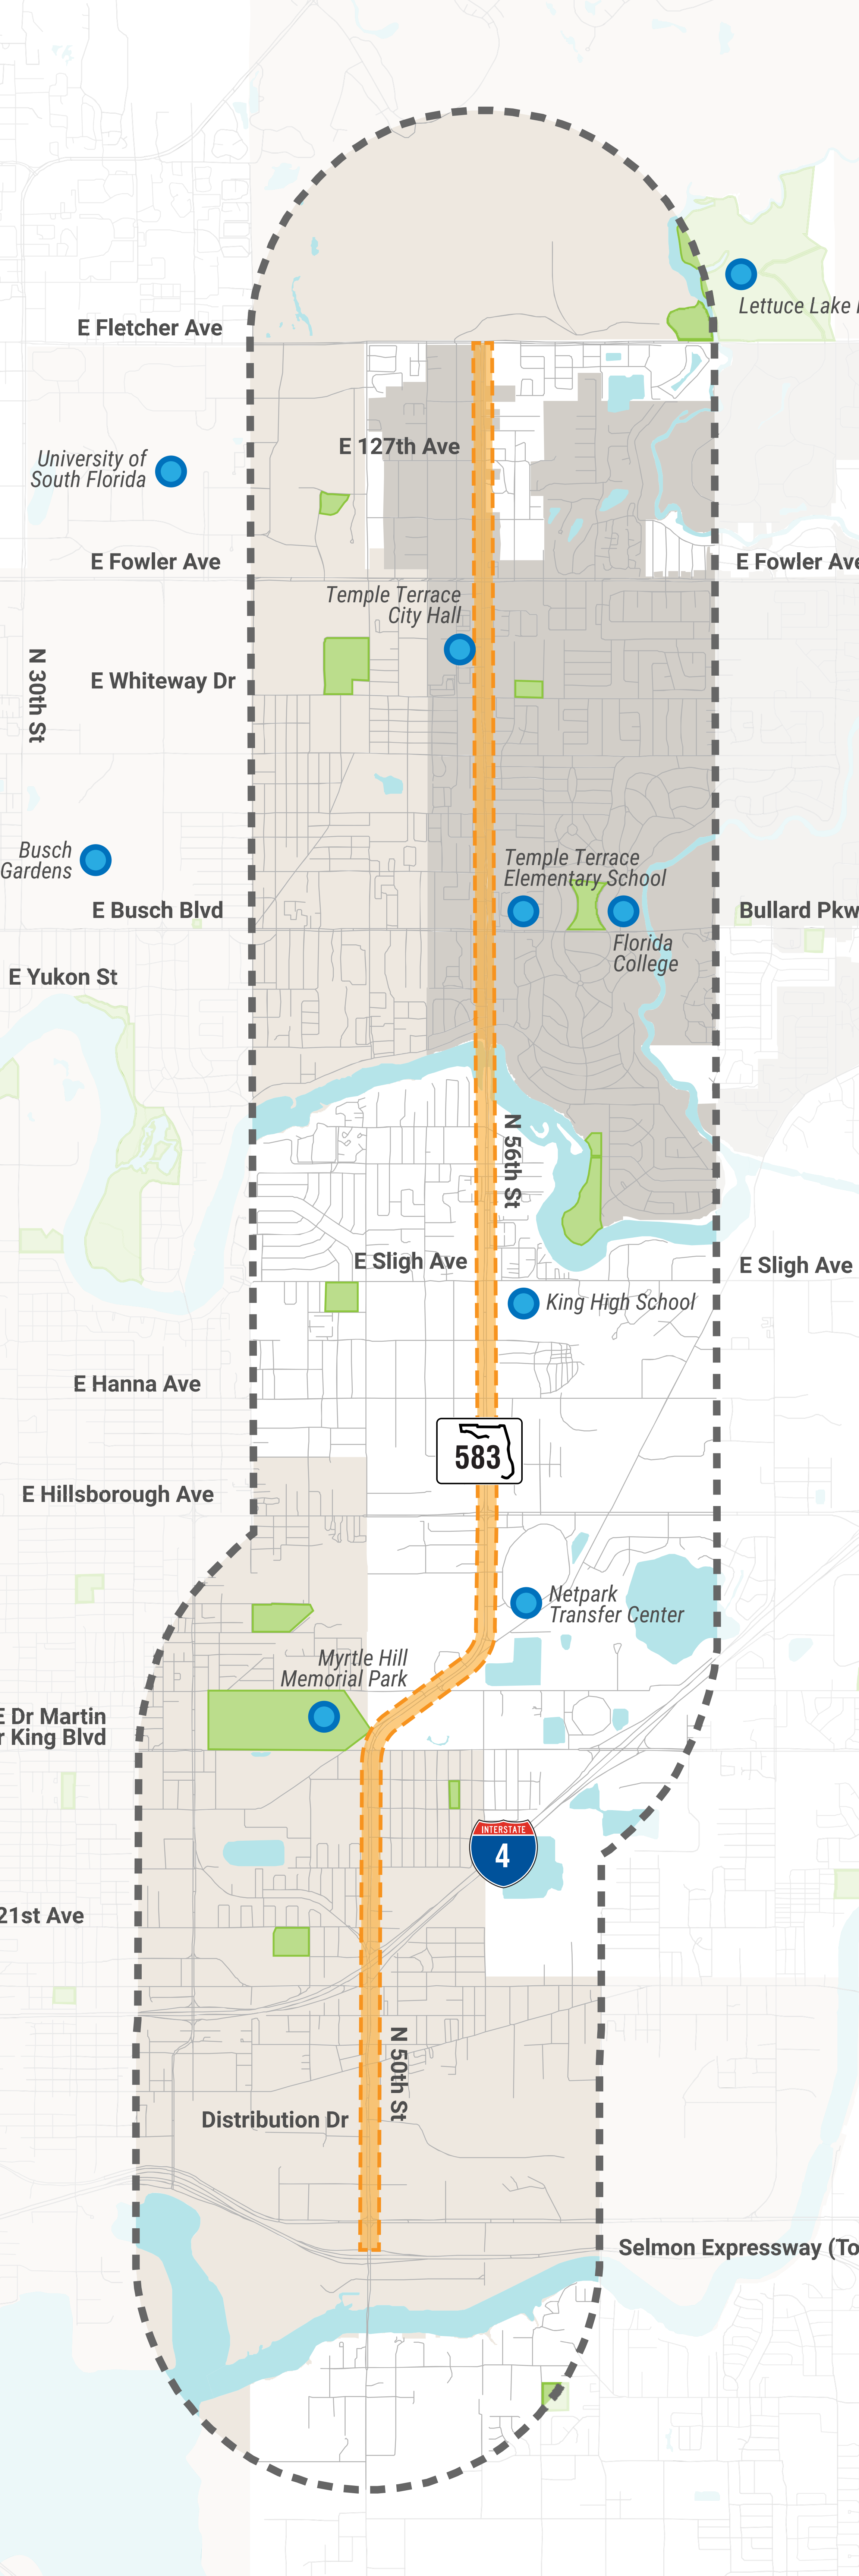 Lettuce Lake
E Fletcher Ave
E 127th Ave
University of
South Florida
E Fowler Ave
E Fowler Ave
Temple Terrace
City Hall
N 30th St
E Whiteway Dr
Busch
Gardens
Temple Terrace
Elementary School
E Busch Blvd
Bullard Pkw
Florida
College
E Yukon St
N 56th St
E Sligh Ave
E Sligh Ave
King High School
E Hanna Ave
583
E Hillsborough Ave
Netpark
Transfer Center
Myrtle Hill
Memorial Park
E Dr Martin
r King Blvd
INTERSTATE
4
21st Ave
N 50th St
Distribution Dr
Selmon Expressway (To